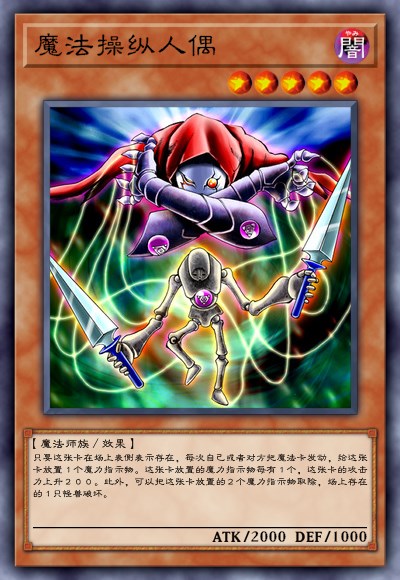 魔法操纵人偶
やみ
闇
【魔法师族／效果】
只要这张卡在场上表侧表示存在，每次自己或者对方把魔法卡发动，给这张
卡放置1个魔力指示物。这张卡放置的魔力指示物每有1个，这张卡的攻击
力上升２００。此外，可以把这张卡放置的2个魔力指示物取除，场上存在
的1只怪兽破坏。
ATK/2000 DEF/1000